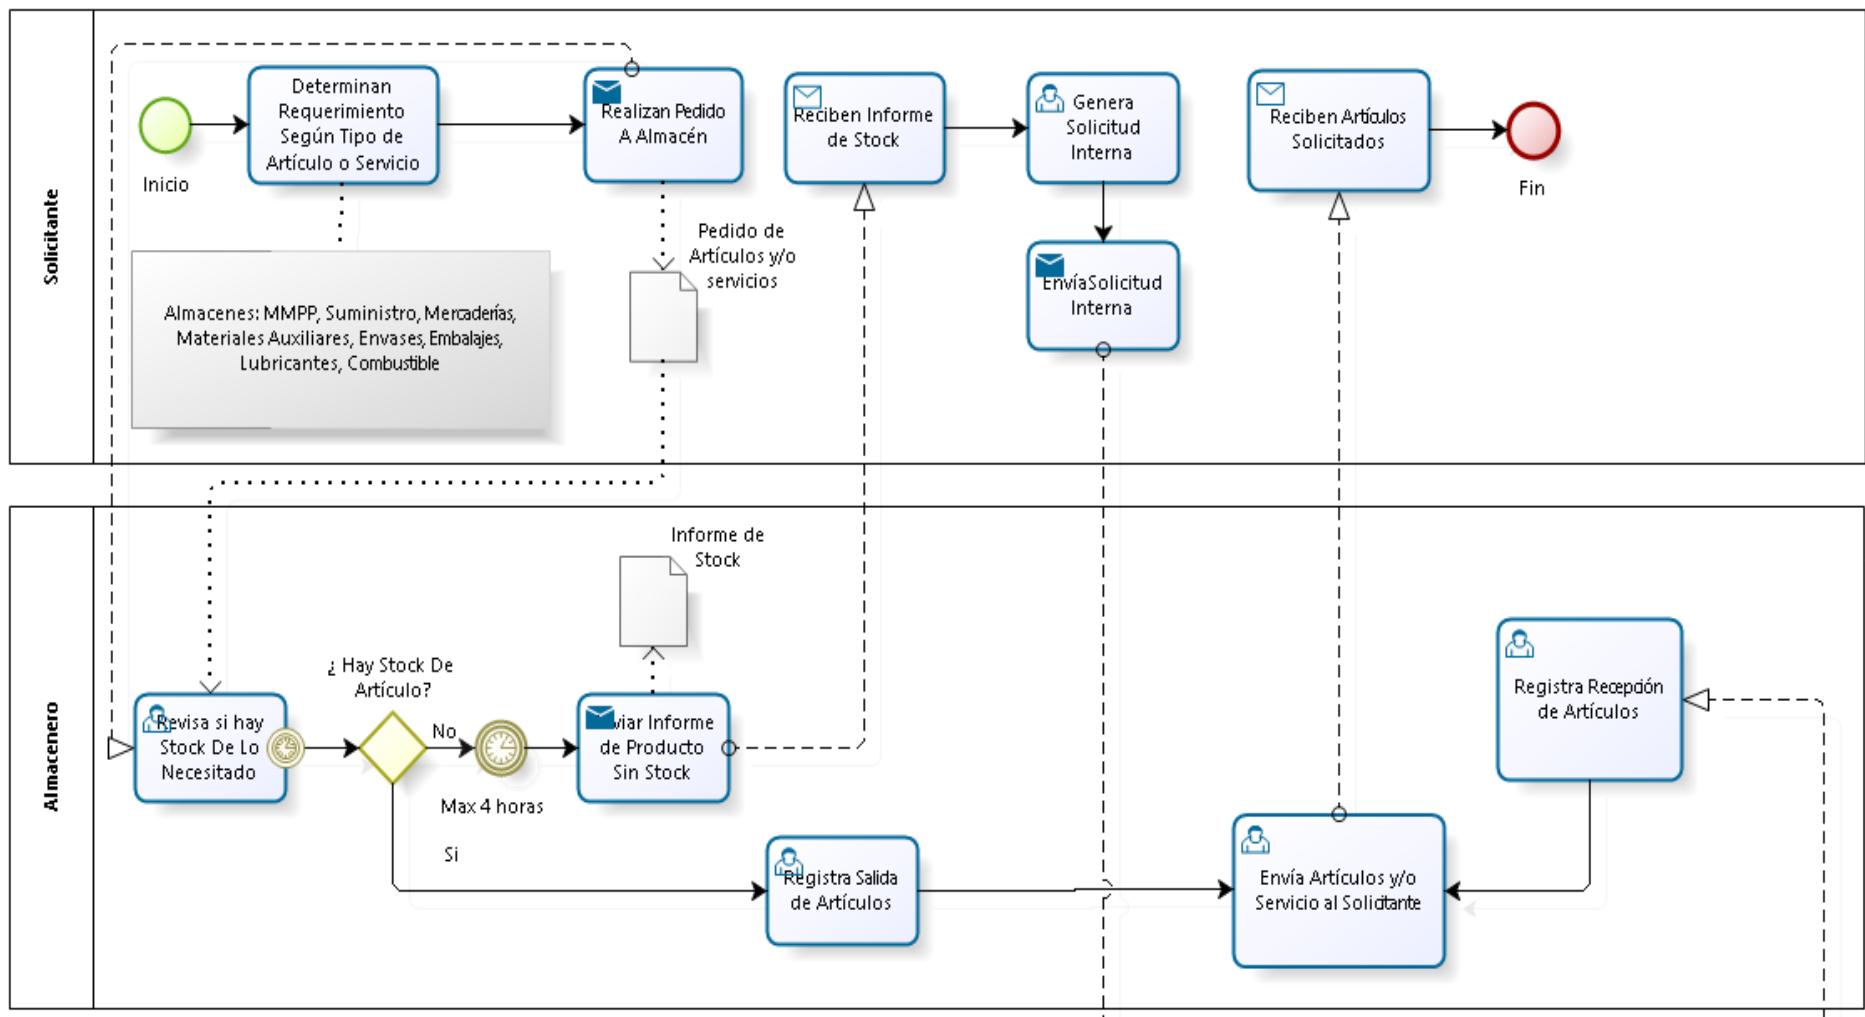 Solicitante
Inicio
Determinan
Requerimiento
Según Tipo de
Artículo o Servicio
Realizan Pedido
A Almacén
Reciben Informe
de Stock
Genera
Solicitud
Interna
Reciben Artículos
Solicitados
Fin
Pedido de
Artículos y/o
servicios
EnvíaSolicitud
Interna
Almacenes: MMPP, Suministro, Mercaderías,
Materiales Auxiliares, Envases, Embalajes,
Lubricantes, Combustible
Almacenero
Informe de
Stock
¿ Hay Stock De
Artículo?
Revisa si hay
Stock De Lo
Necesitado
No
Max 4 horas
Si
viar Informe
de Producto
Sin Stock
Registra Salida
de Artículos
Envía Artículos y/o
Servicio al Solicitante
Registra Recepción
de Artículos